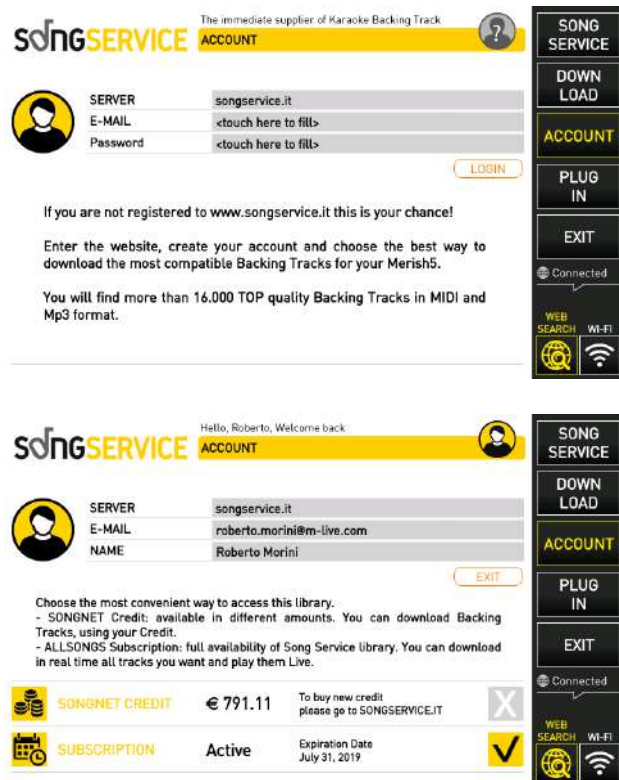 The immediate supplier of Karaoke Backing Track
SONGSERVICE
ACCOUNT
?
SERVER songservice.it
E-MAIL <touch here to fill>
Password <touch here to fill>
LOGIN
If you are not registered to www.songservice.it this is your chance!
Enter the website, create your account and choose the best way to
download the most compatible Backing Tracks for your Merish5.
You will find more than 16.000 TOP quality Backing Tracks in MIDI and
Mp3 format.
SONG
SERVICE
DOWN
LOAD
ACCOUNT
PLUG
IN
EXIT
Connected
WEB
SEARCH WI-FI
Hello, Roberto, Welcome back
SONGSERVICE
ACCOUNT
SERVER songservice.it
E-MAIL roberto.morini@m-live.com
NAME Roberto Morini
EXIT
Choose the most convenient way to access this library.
- SONGNET Credit: available in different amounts. You can download Backing
Tracks, using your Credit.
- ALLSONGS Subscription: full availability of Song Service library. You can download
in real time all tracks you want and play them Live.
SONGNET CREDIT € 791.11 To buy new credit
please go to SONGSERVICE.IT
X
SUBSCRIPTION Active Expiration Date
July 31, 2019
SONG
SERVICE
DOWN
LOAD
ACCOUNT
PLUG
IN
EXIT
Connected
WEB
SEARCH WI-FI